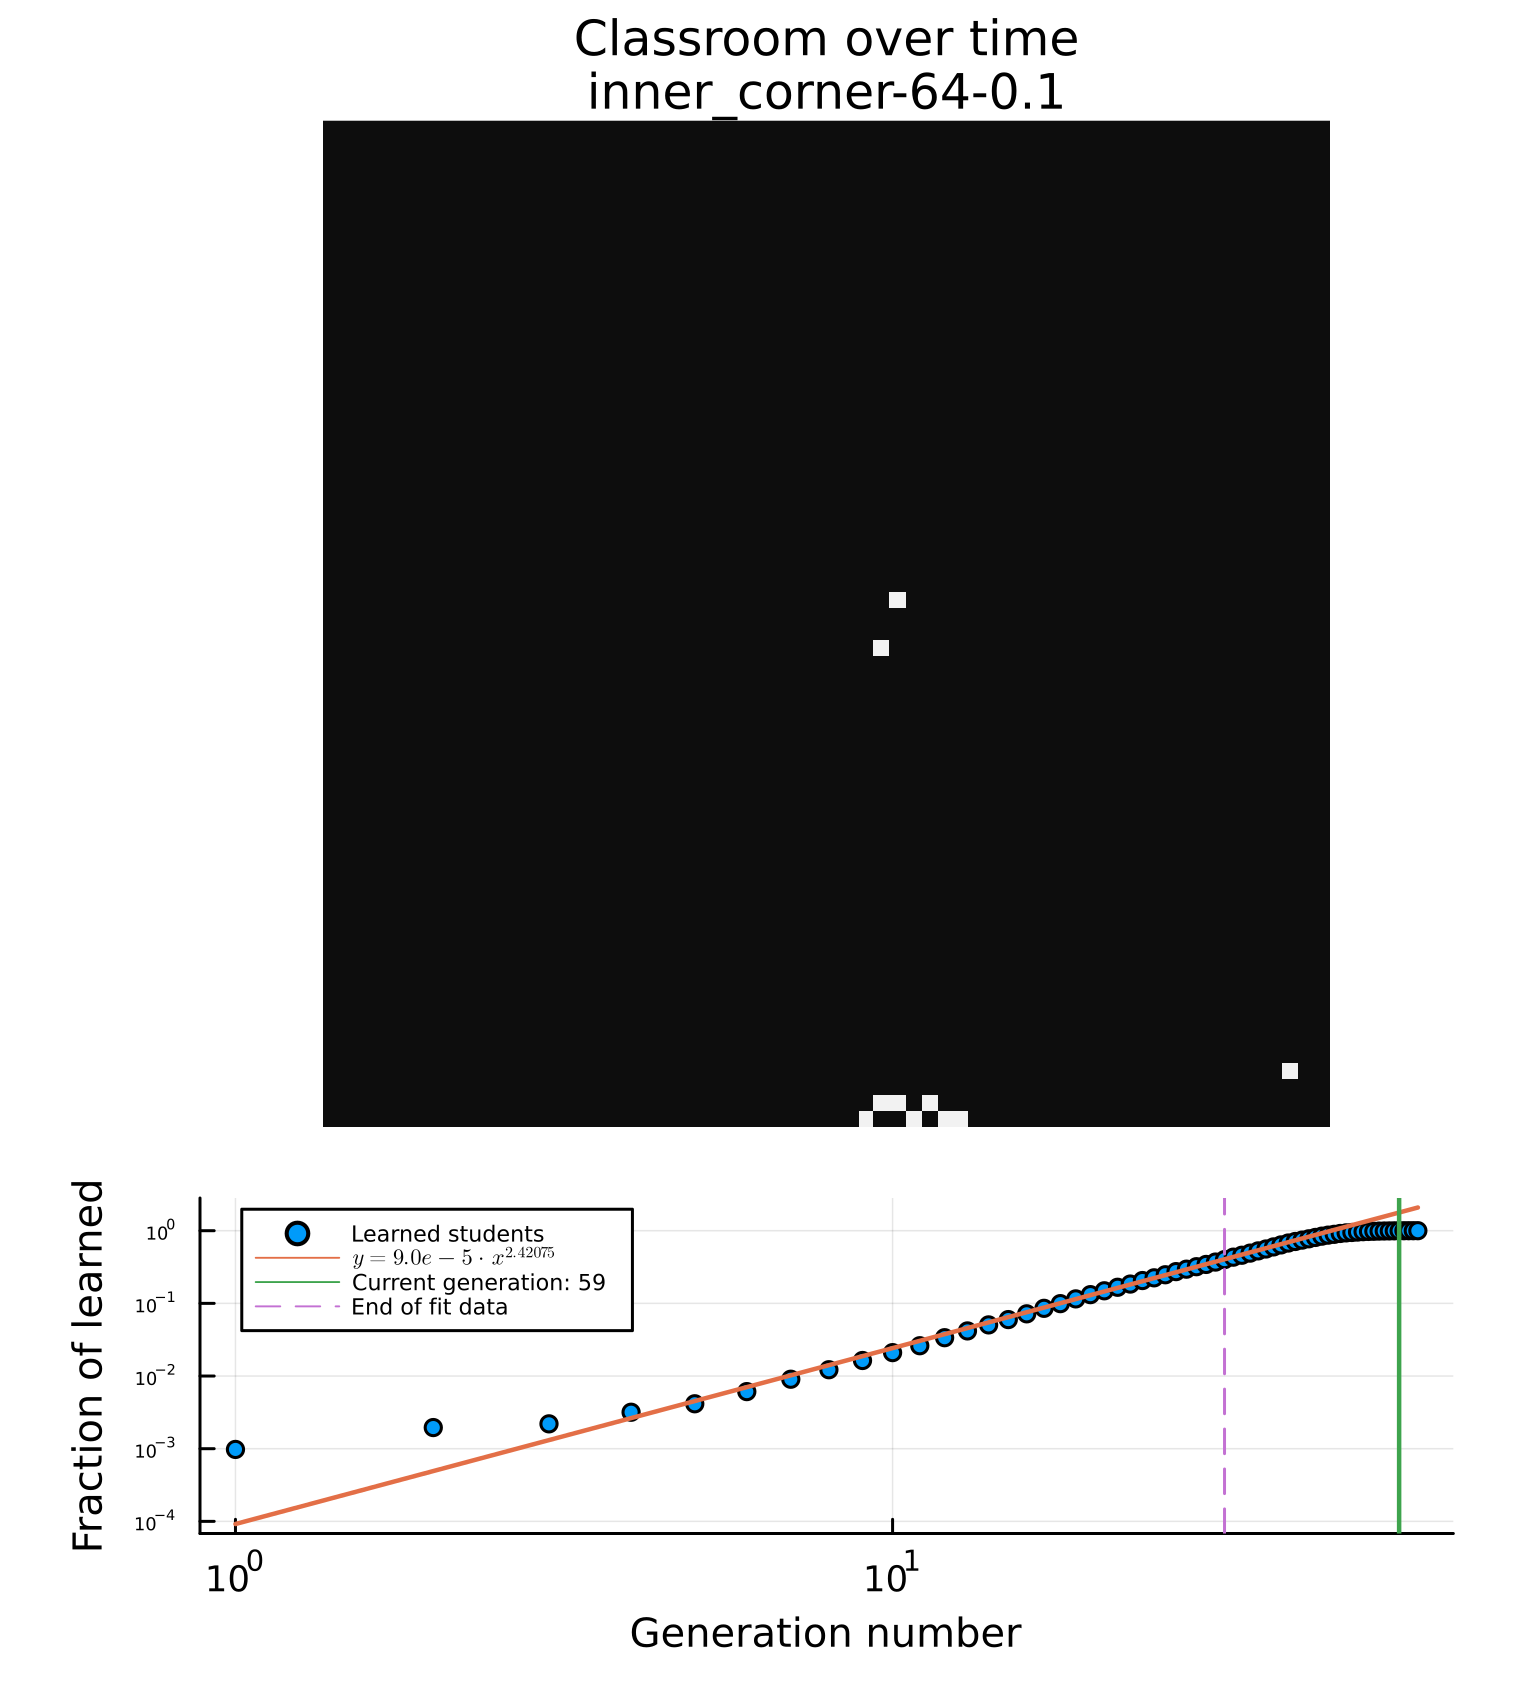 Classroom over time
inner_corner-64-0.1
Fraction of learned
10^0
10^−1
10^−2
10^−3
10^−4
Learned students
y = 9.0e − 5 · x^2.42075
Current generation: 59
End of fit data
10^0
10^1
Generation number